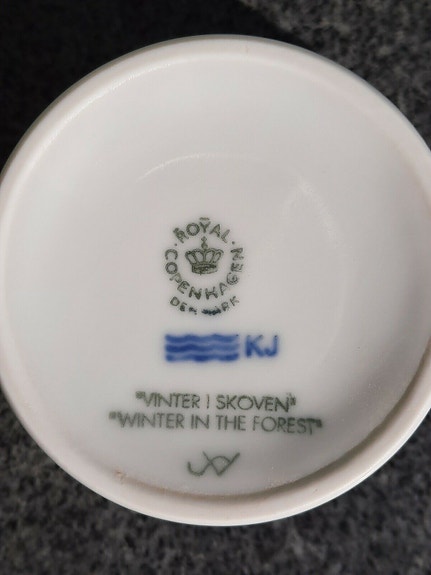 ROYAL
COPENHAGEN
DENMARK
KJ
"VINTER I SKOVEN"
"WINTER IN THE FOREST"